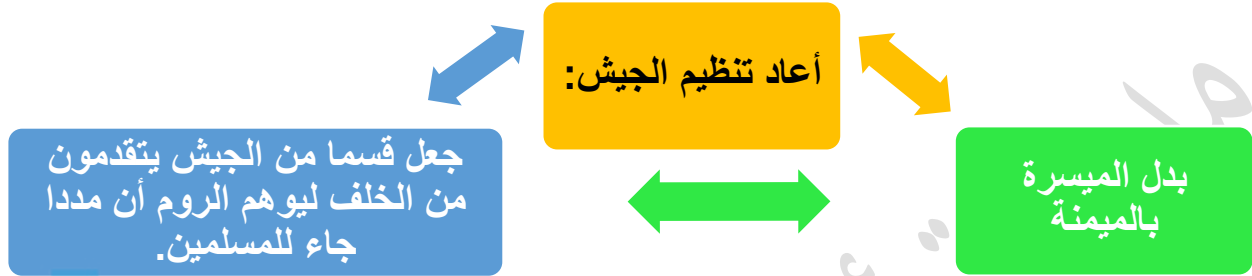 أعاد تنظيم الجيش:
بدل الميسرة
بالميمنة
جعل قسما من الجيش يتقدمون
من الخلف ليوهم الروم أن مددا
جاء للمسلمين.